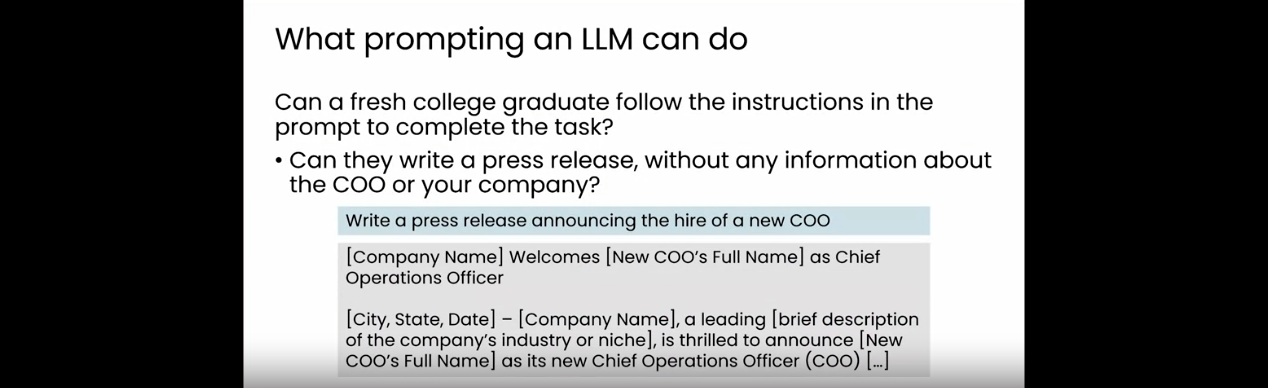 What prompting an LLM can do
Can a fresh college graduate follow the instructions in the
prompt to complete the task?
• Can they write a press release, without any information about
the COO or your company?
Write a press release announcing the hire of a new COO
[Company Name] Welcomes [New COO's Full Name] as Chief
Operations Officer
[City, State, Date] – [Company Name], a leading [brief description
of the company's industry or niche], is thrilled to announce [New
COO's Full Name] as its new Chief Operations Officer (COO) […]